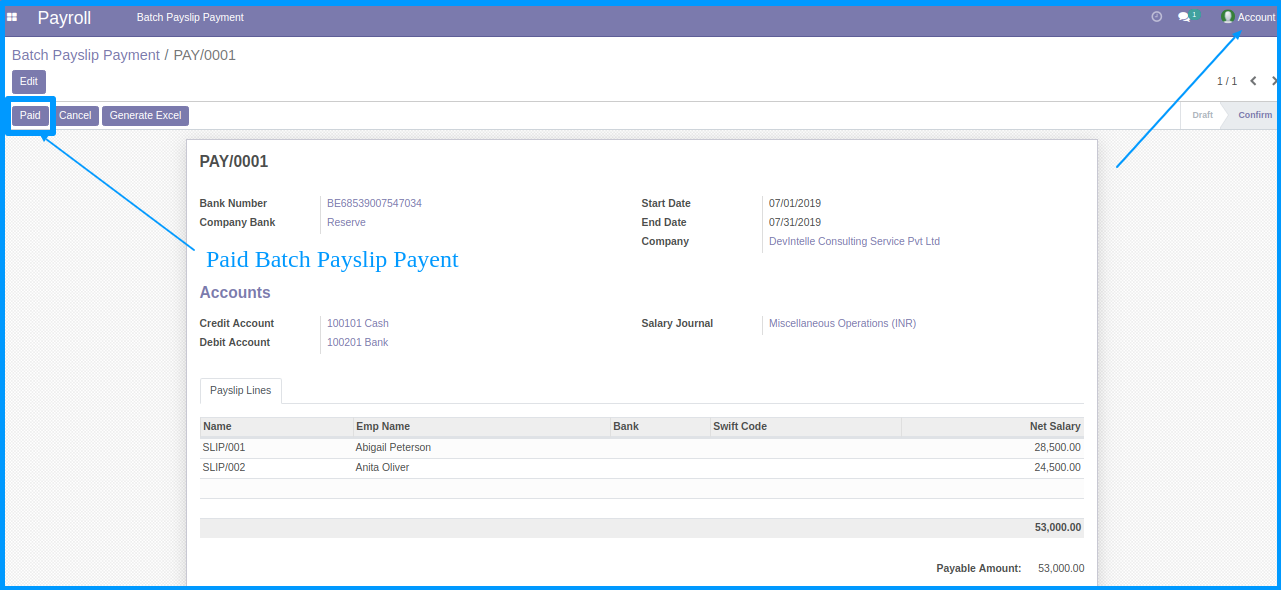 Payroll Batch Payslip Payment 1 Account
Batch Payslip Payment / PAY/0001
Edit 1 / 1
Paid Cancel Generate Excel Draft Confirm
PAY/0001
Bank Number BE68539007547034 Start Date 07/01/2019
Company Bank Reserve End Date 07/31/2019
Company DevIntelle Consulting Service Pvt Ltd
Paid Batch Payslip Payent
Accounts
Credit Account 100101 Cash Salary Journal Miscellaneous Operations (INR)
Debit Account 100201 Bank
Payslip Lines
Name Emp Name Bank Swift Code Net Salary
SLIP/001 Abigail Peterson 28,500.00
SLIP/002 Anita Oliver 24,500.00
53,000.00
Payable Amount: 53,000.00